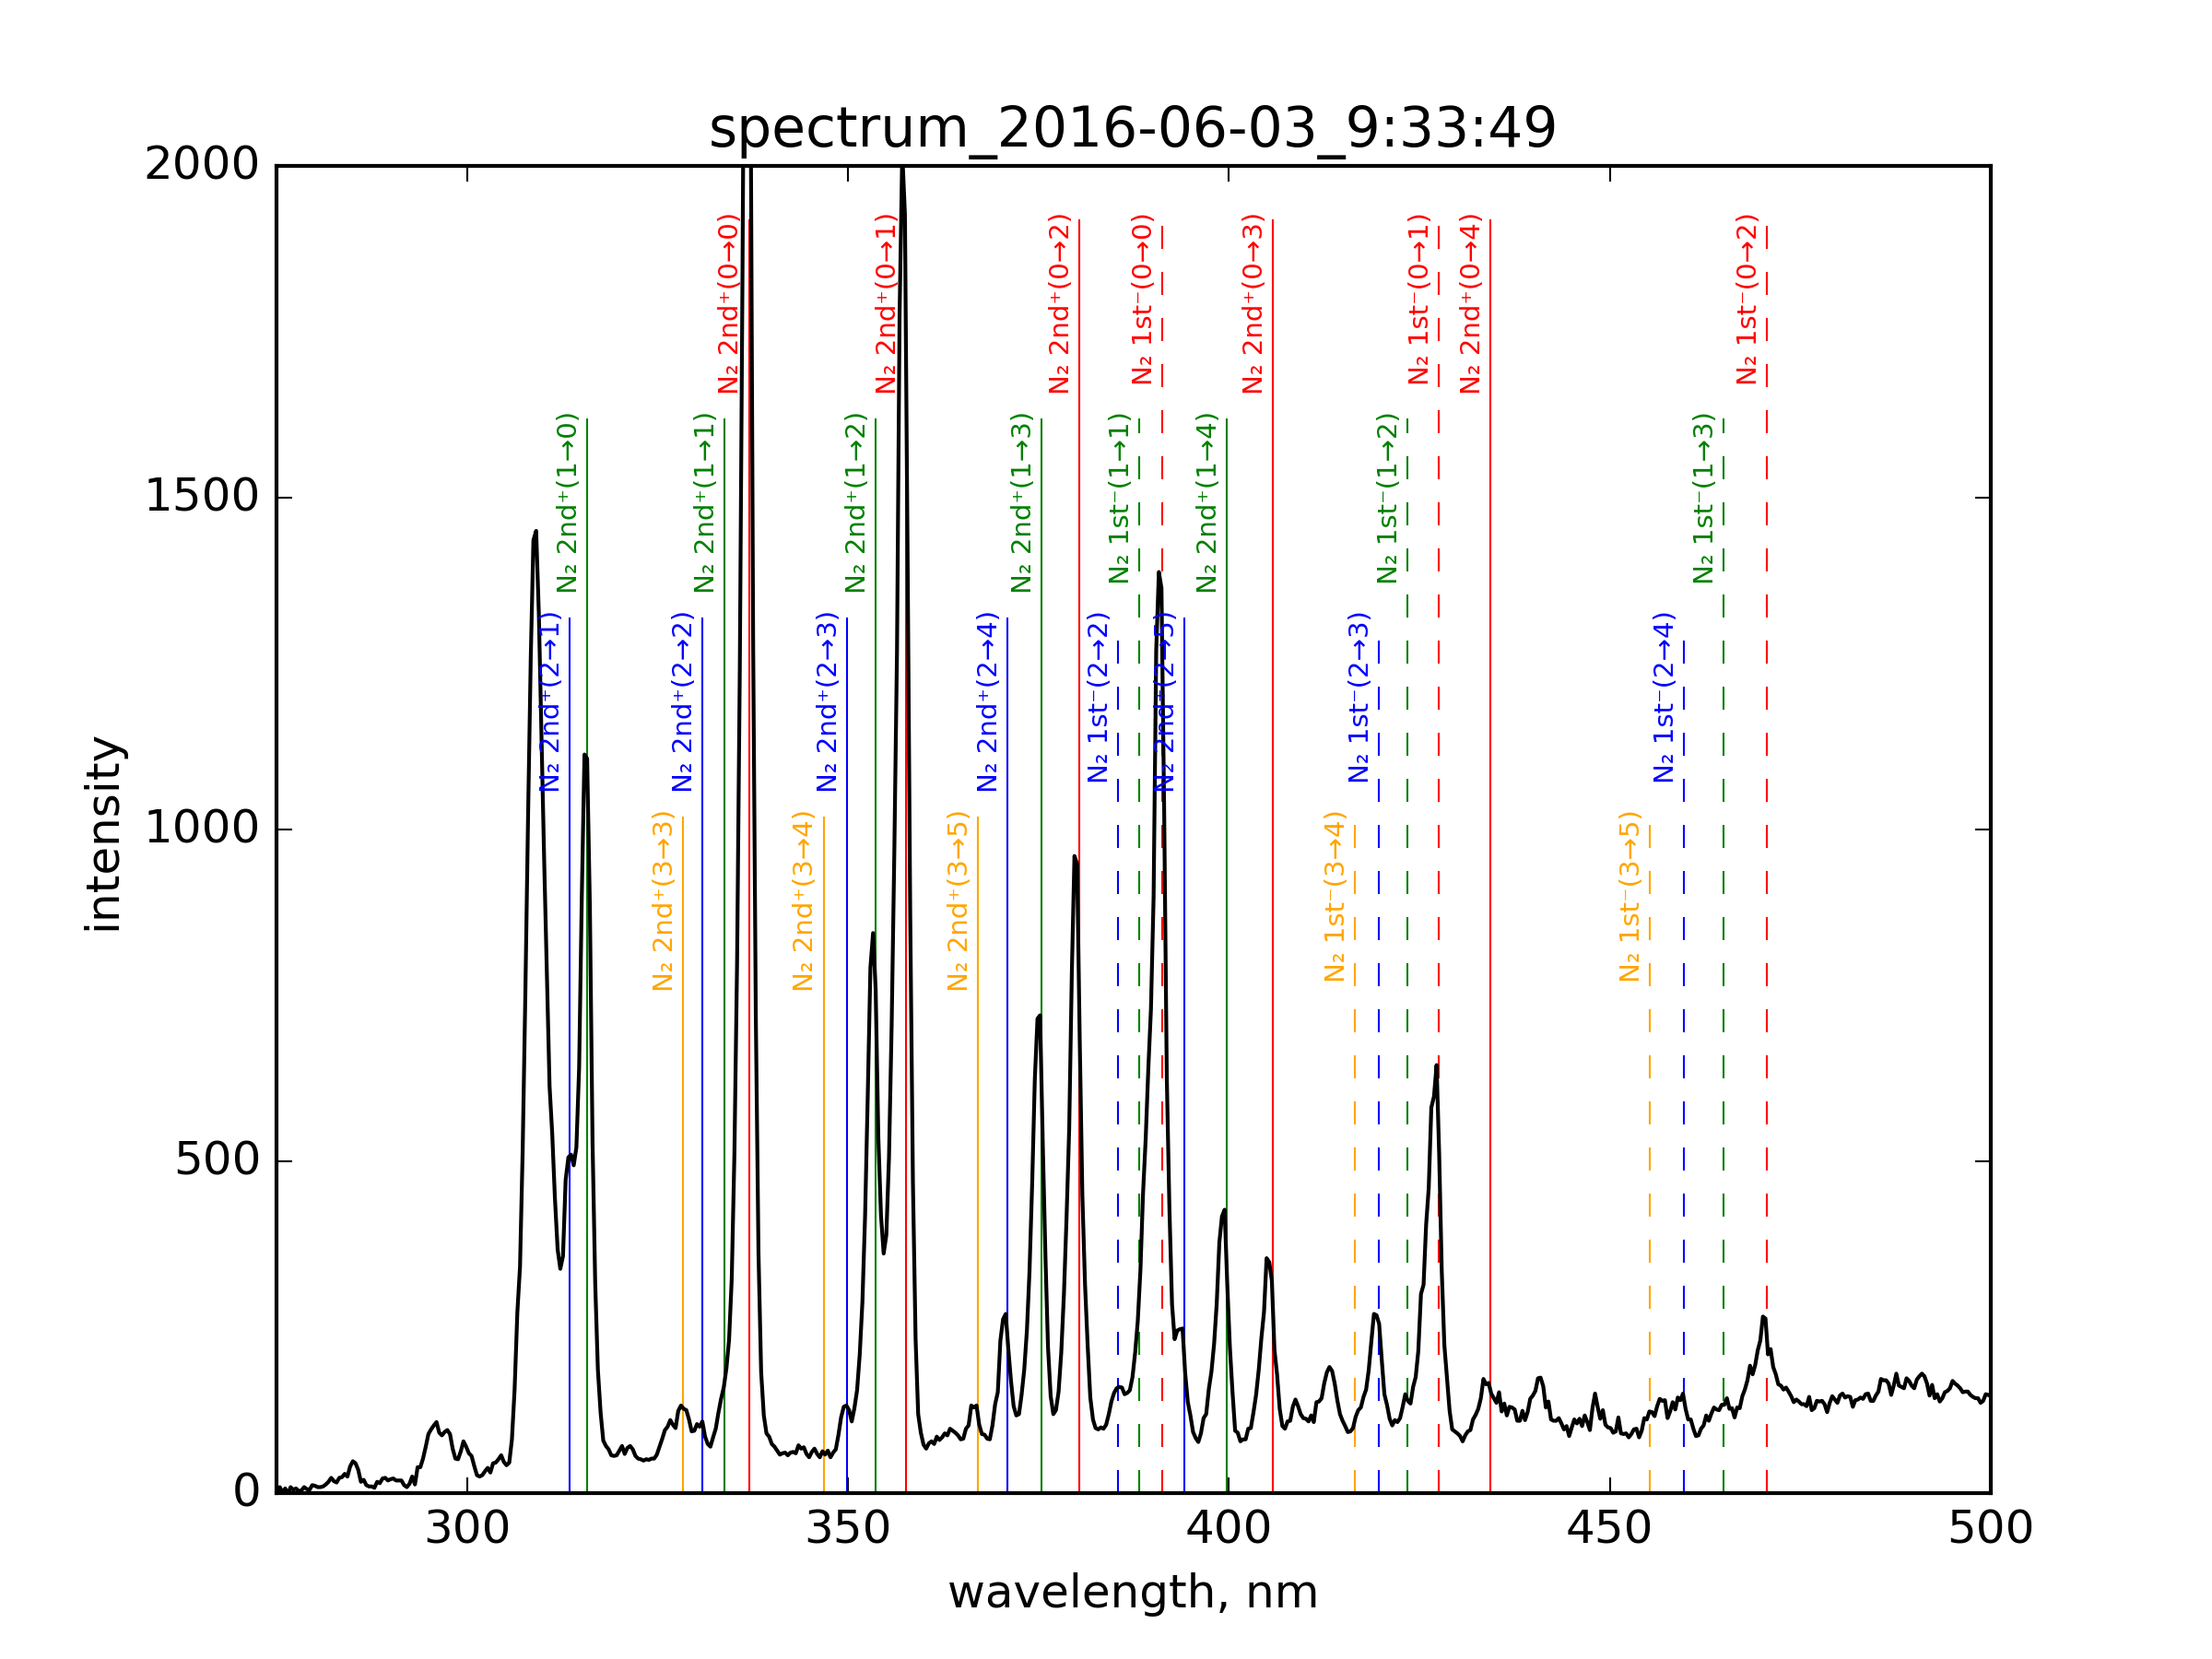 spectrum_2016-06-03_9:33:49
2000
1500
1000
500
0
intensity
N₂ 2nd⁺(0→0)
N₂ 2nd⁺(0→1)
N₂ 2nd⁺(0→2)
N₂ 1st⁻(0→0)
N₂ 2nd⁺(0→3)
N₂ 1st⁻(0→1)
N₂ 2nd⁺(0→4)
N₂ 1st⁻(0→2)
N₂ 2nd⁺(1→0)
N₂ 2nd⁺(1→1)
N₂ 2nd⁺(1→2)
N₂ 2nd⁺(1→3)
N₂ 1st⁻(1→1)
N₂ 2nd⁺(1→4)
N₂ 1st⁻(1→2)
N₂ 1st⁻(1→3)
N₂ 2nd⁺(2→1)
N₂ 2nd⁺(2→2)
N₂ 2nd⁺(2→3)
N₂ 2nd⁺(2→4)
N₂ 1st⁻(2→2)
N₂ 2nd⁺(2→5)
N₂ 1st⁻(2→3)
N₂ 1st⁻(2→4)
N₂ 2nd⁺(3→3)
N₂ 2nd⁺(3→4)
N₂ 2nd⁺(3→5)
N₂ 1st⁻(3→4)
N₂ 1st⁻(3→5)
300 350 400 450 500
wavelength, nm